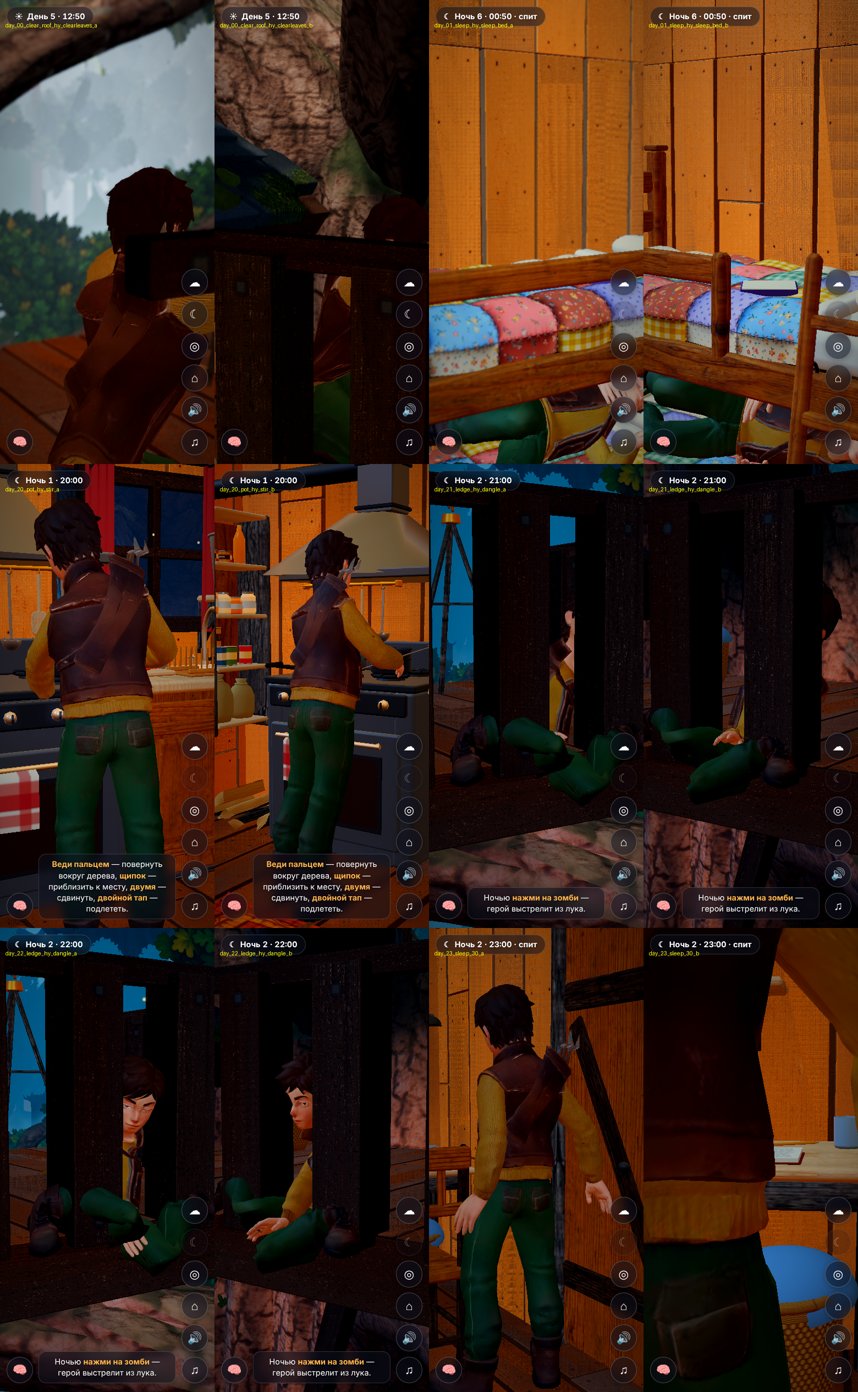 День 5 · 12:50
day_00_clear_roof_hy_clearleaves_a
День 5 · 12:50
day_00_clear_roof_hy_clearleaves_b
Ночь 6 · 00:50 · спит
day_01_sleep_bed_a
Ночь 6 · 00:50 · спит
day_01_sleep_bed_b
Ночь 1 · 20:00
day_20_pot_hy_stir_a
Ночь 1 · 20:00
day_20_pot_hy_stir_b
Ночь 2 · 21:00
day_21_ledge_hy_dangle_a
Ночь 2 · 21:00
day_21_ledge_hy_dangle_b
Веди пальцем — повернуть
вокруг дерева, щипок —
приблизить к месту, двумя —
сдвинуть, двойной тап —
подлететь.
Веди пальцем — повернуть
вокруг дерева, щипок —
приблизить к месту, двумя —
сдвинуть, двойной тап —
подлететь.
Ночью нажми на зомби —
герой выстрелит из лука.
Ночью нажми на зомби —
герой выстрелит из лука.
Ночь 2 · 22:00
day_22_ledge_hy_dangle_a
Ночь 2 · 22:00
day_22_ledge_hy_dangle_b
Ночь 2 · 23:00 · спит
day_23_sleep_30_a
Ночь 2 · 23:00 · спит
day_23_sleep_30_b
Ночью нажми на зомби —
герой выстрелит из лука.
Ночью нажми на зомби —
герой выстрелит из лука.